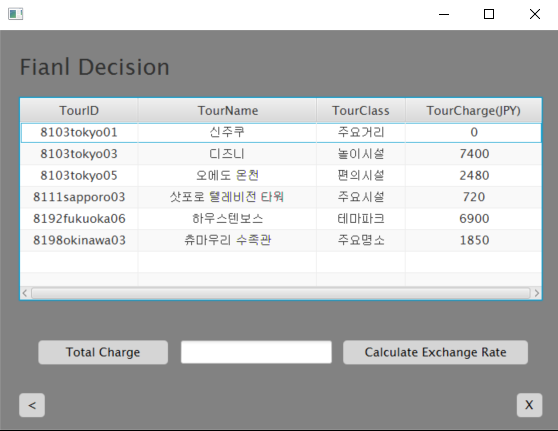 Fianl Decision
TourID TourName TourClass TourCharge(JPY)
8103tokyo01 신주쿠 주요거리 0
8103tokyo03 디즈니 놀이시설 7400
8103tokyo05 오에도 온천 편의시설 2480
8111sapporo03 삿포로 텔레비전 타워 주요시설 720
8192fukuoka06 하우스텐보스 테마파크 6900
8198okinawa03 츄마우리 수족관 주요명소 1850
Total Charge Calculate Exchange Rate
< X